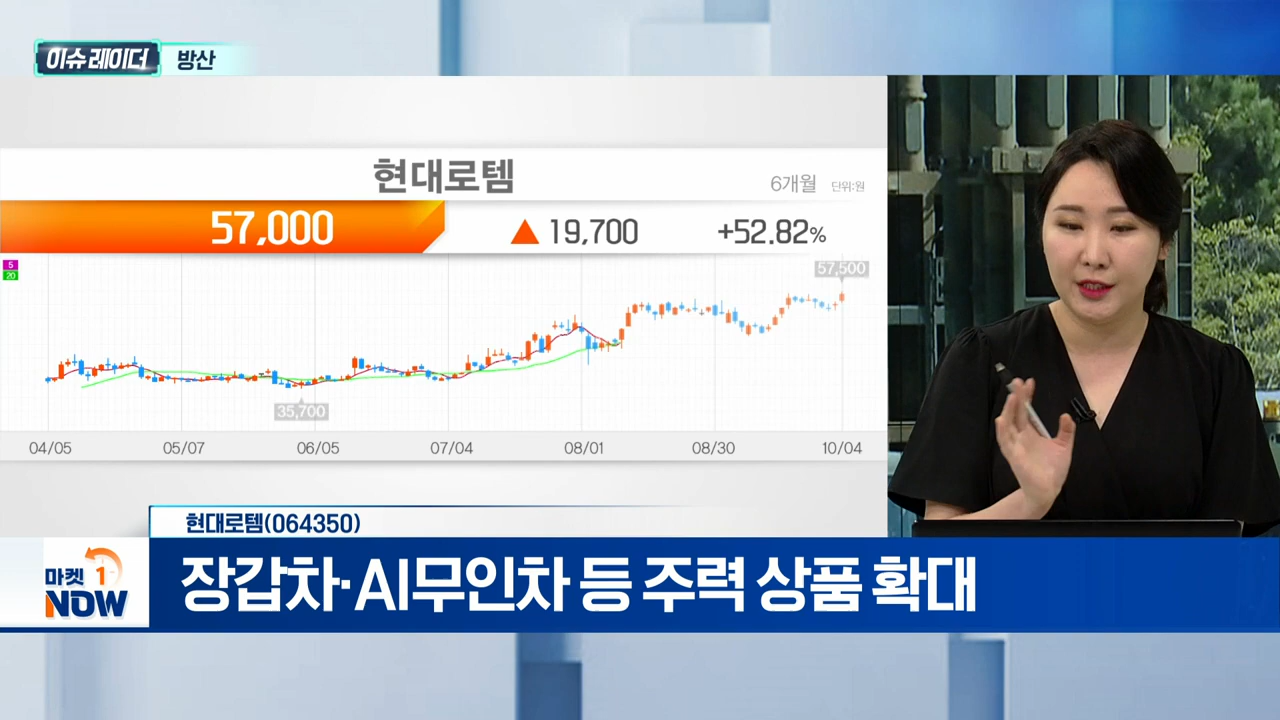 이슈 레이더 방산
현대로템
6개월 단위:원
57,000 ▲ 19,700 +52.82%
5
20
57,500
35,700
04/05 05/07 06/05 07/04 08/01 08/30 10/04
현대로템(064350)
마켓 1
NOW
장갑차·AI무인차 등 주력 상품 확대